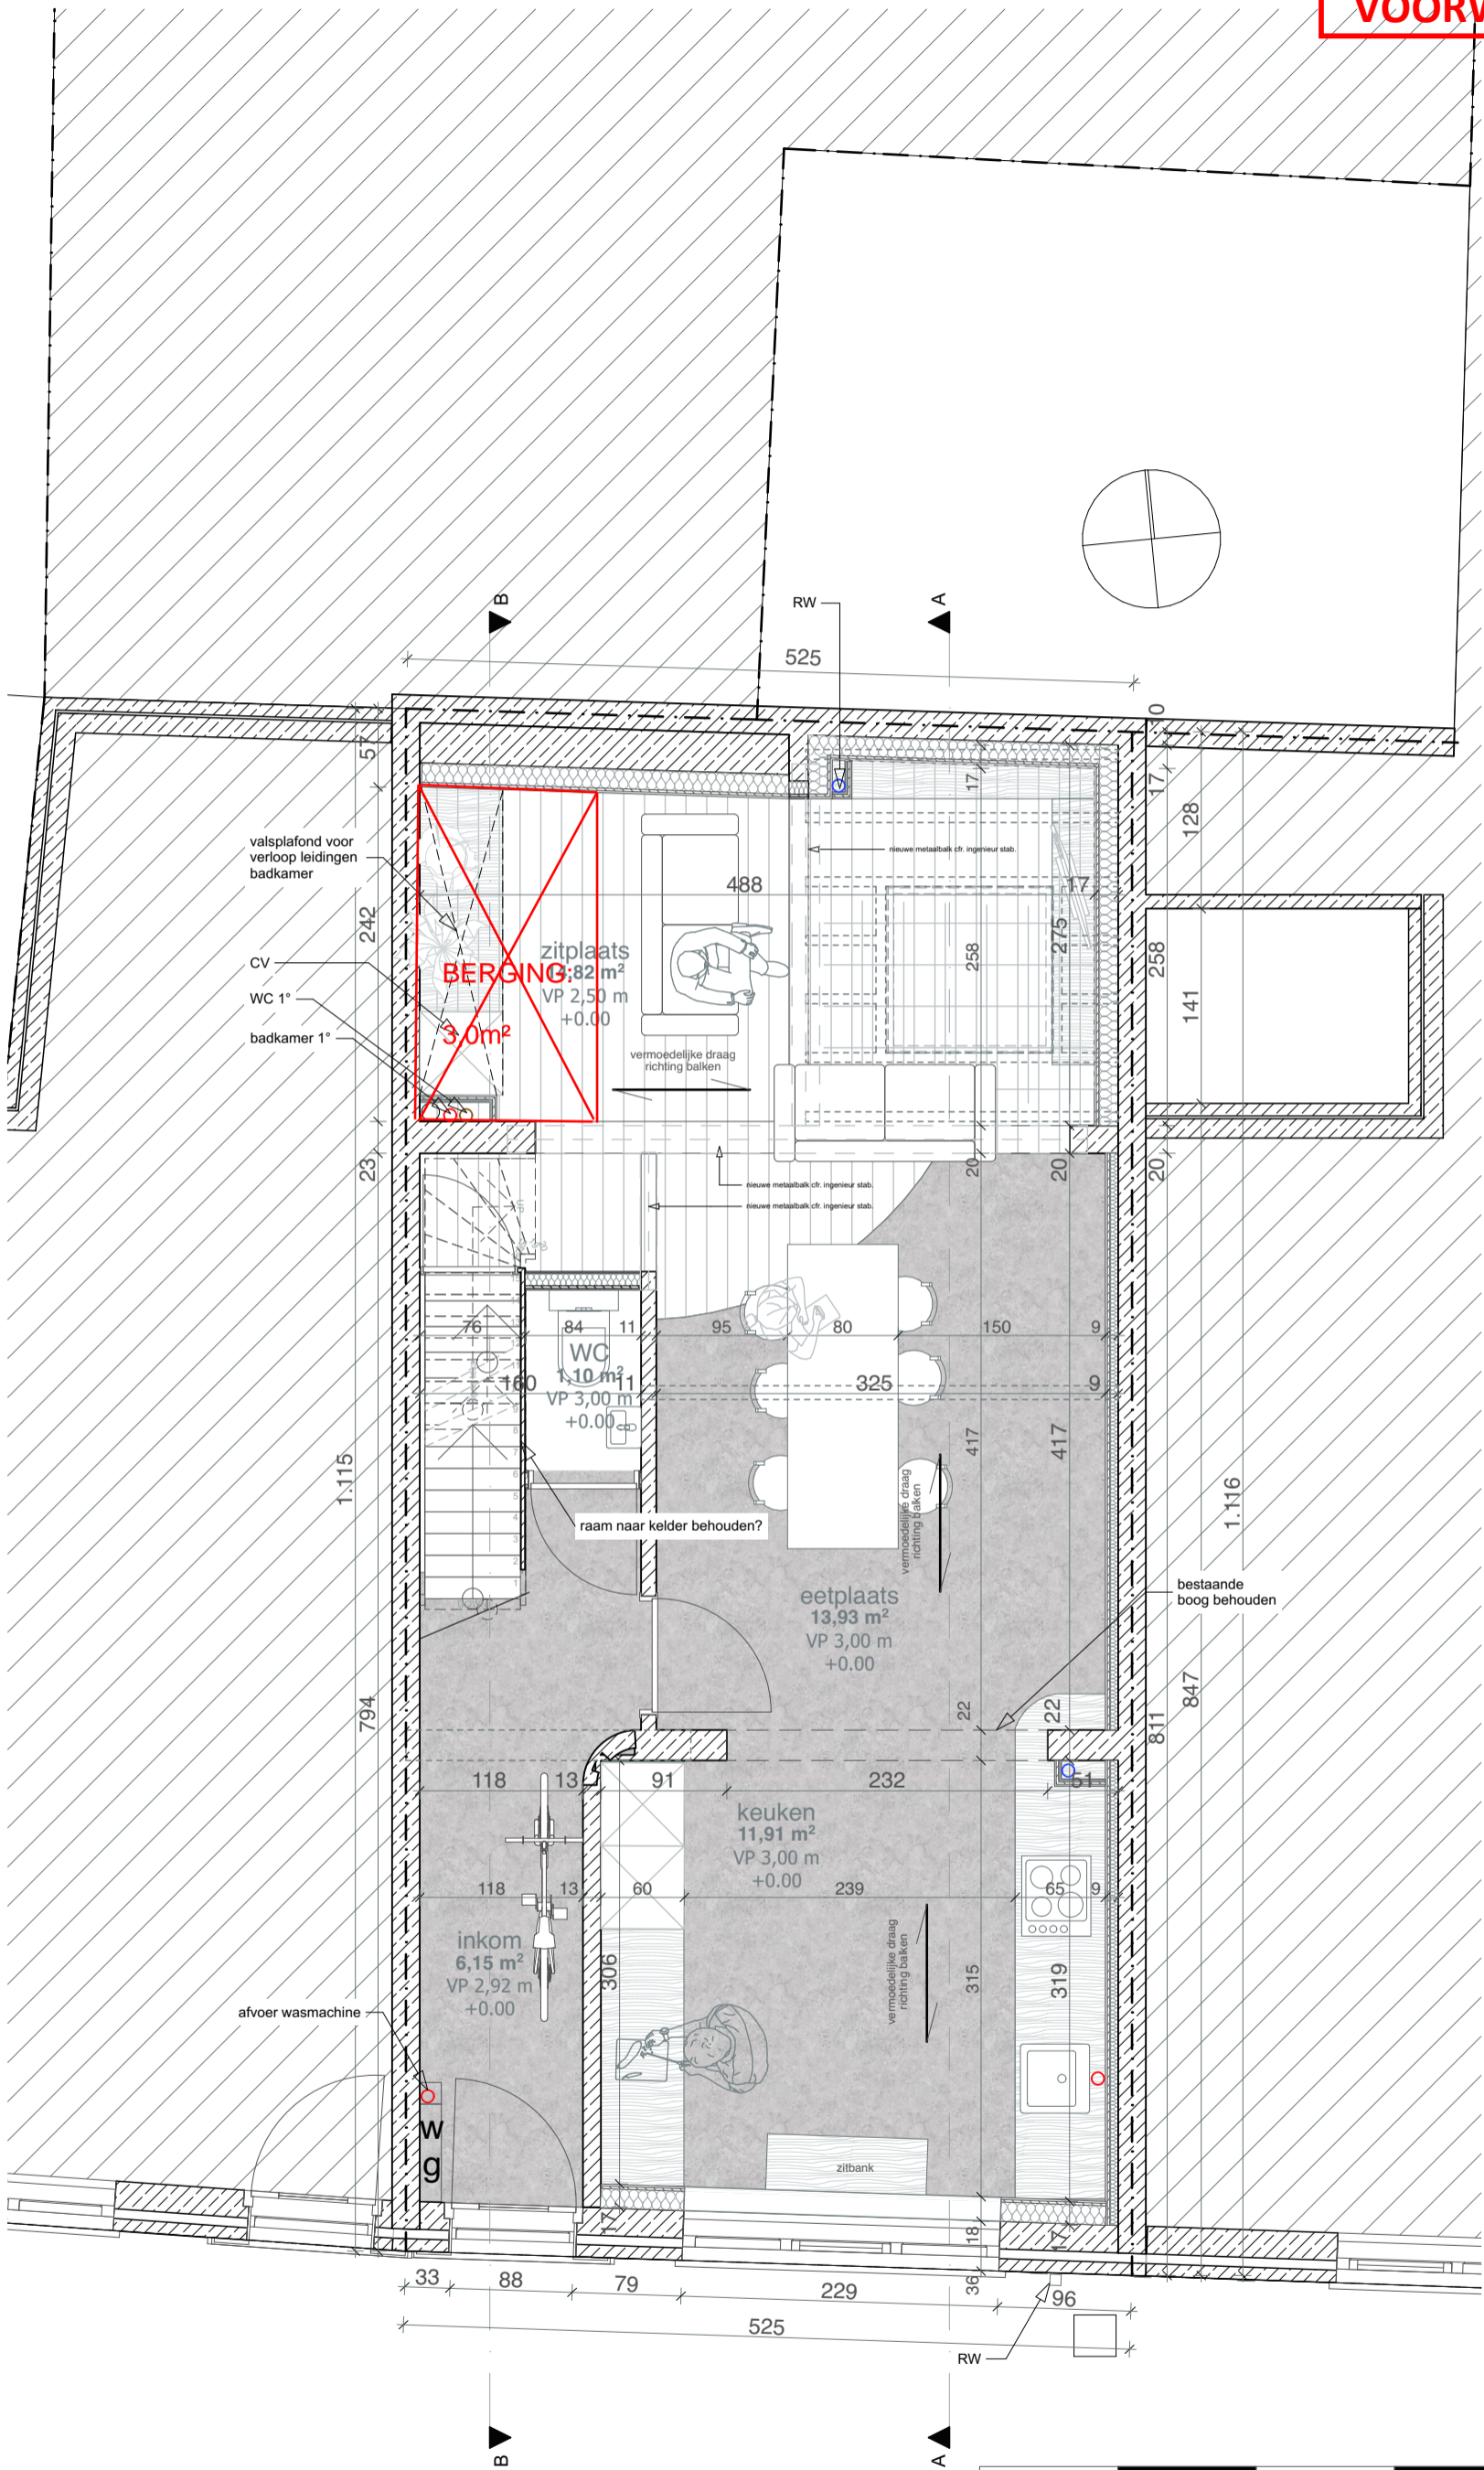 VOORW
B
RW
A
525
10
57
17
17
128
valsplafond voor
verloop leidingen
badkamer
nieuwe metaalbalk cfr. ingenieur stab.
488
17
242
275
258
258
141
zitplaats
14,82 m²
VP 2,50 m
+0.00
BERGING:
3,0m²
CV
WC 1°
badkamer 1°
vermoedelijke draag
richting balken
23
20
20
20
nieuwe metaalbalk cfr. ingenieur stab.
nieuwe metaalbalk cfr. ingenieur stab.
76
84
11
95
80
150
9
WC
1,10 m²
VP 3,00 m
+0.00
160
11
325
9
417
417
1.115
1.116
vermoedelijke draag
richting balken
raam naar kelder behouden?
eetplaats
13,93 m²
VP 3,00 m
+0.00
bestaande
boog behouden
794
22
22
811
847
118
13
91
232
51
keuken
11,91 m²
VP 3,00 m
+0.00
118
13
60
239
65
9
inkom
6,15 m²
VP 2,92 m
+0.00
306
vermoedelijke draag
richting balken
315
319
afvoer wasmachine
w
g
zitbank
17
18
17
33
88
79
229
36
96
525
RW
B
A